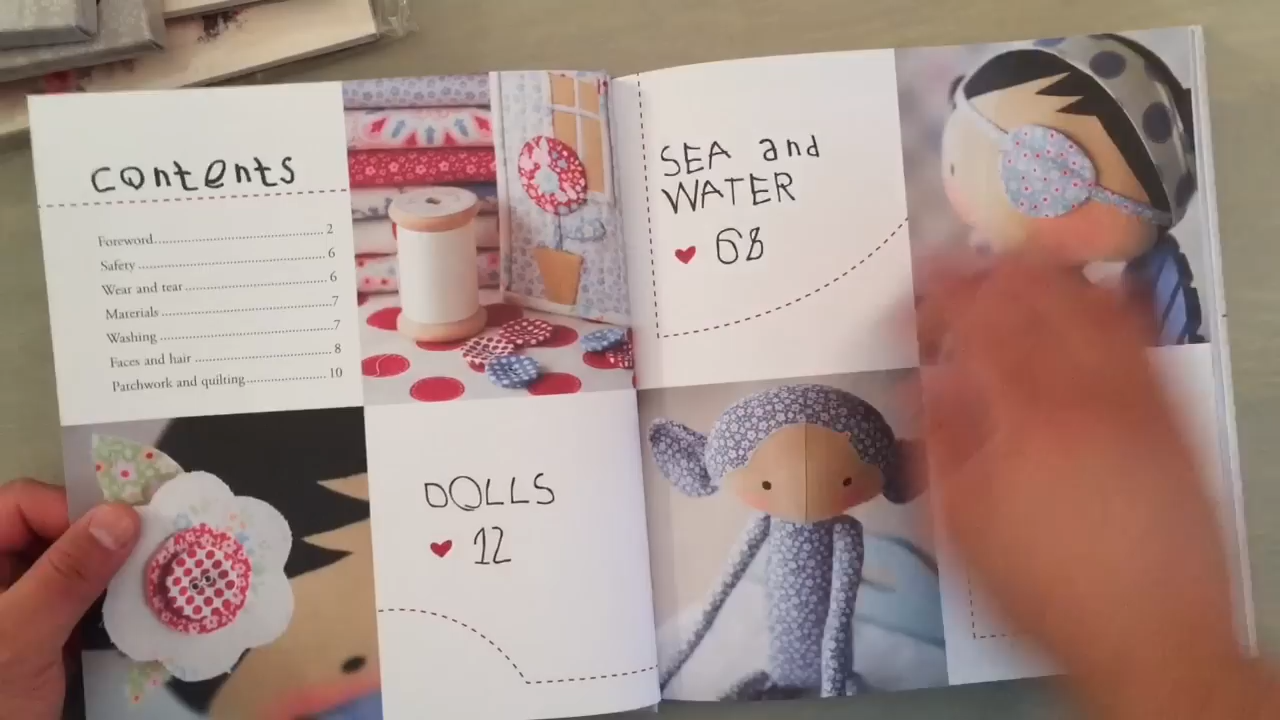 contents
Foreword.......................................................... 2
Safety ............................................................. 6
Wear and tear ................................................. 6
Materials .......................................................... 7
Washing .......................................................... 7
Faces and hair ................................................ 8
Patchwork and quilting................................ 10
DOLLS
12
SEA and
WATER
68